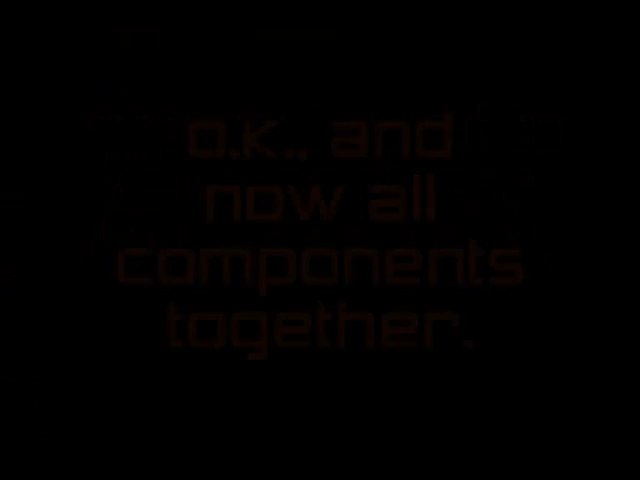 o.k., and
now all
components
together.